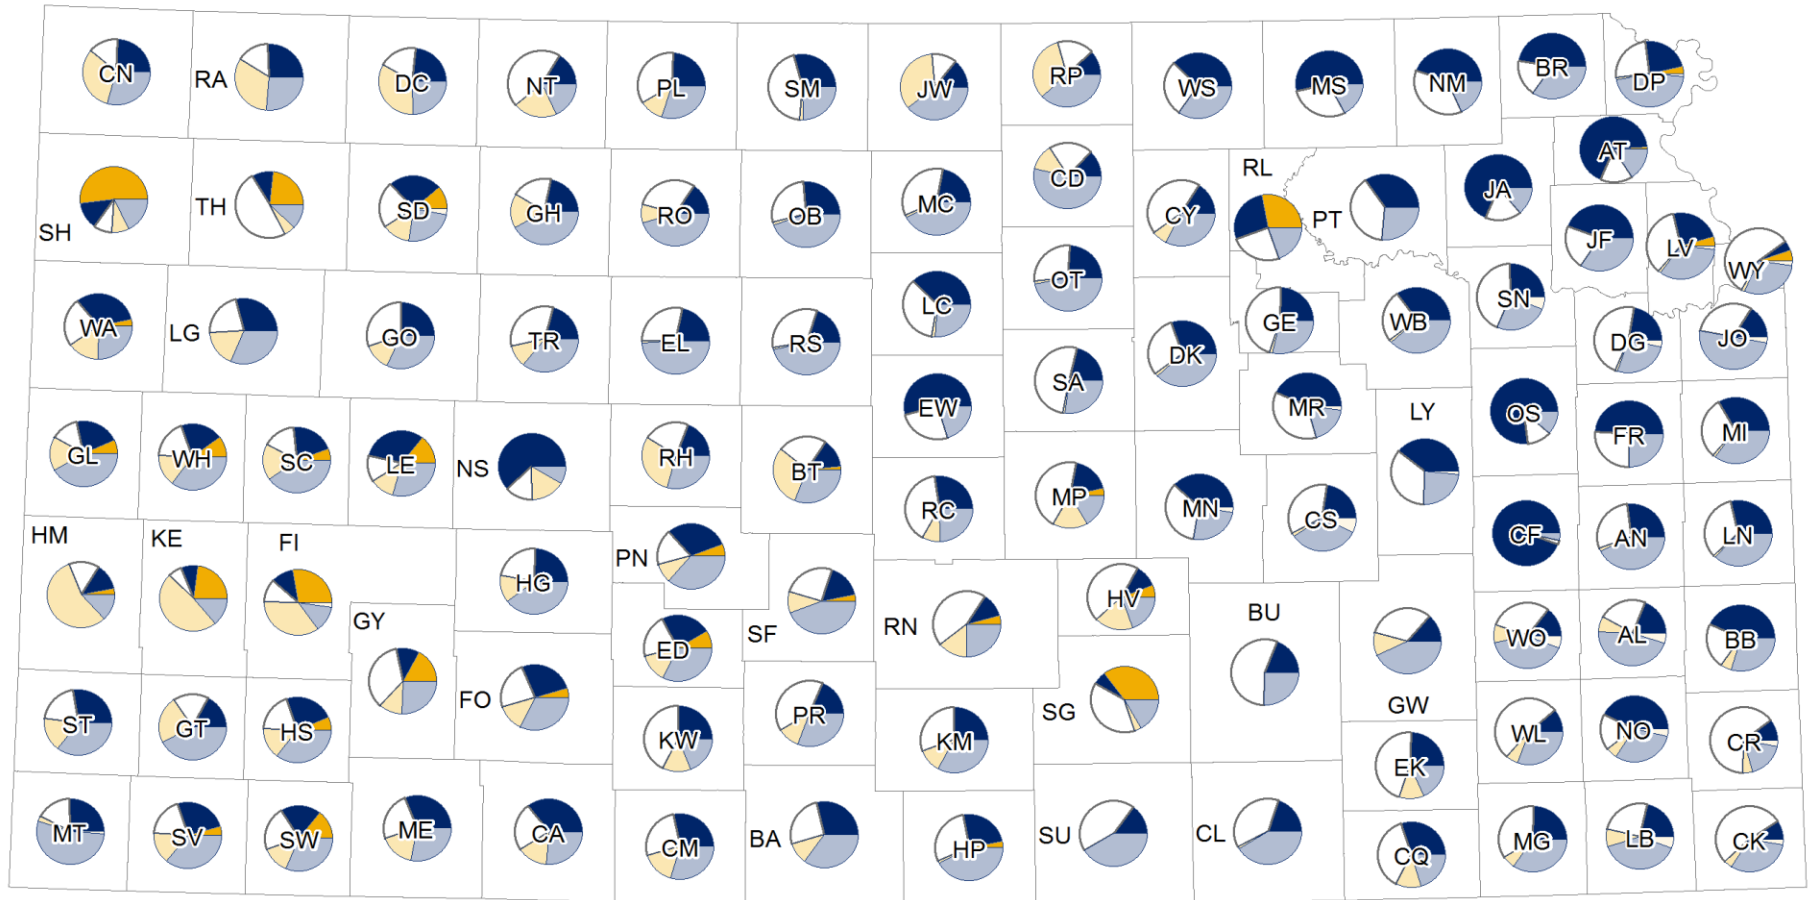 CN
RA
DC
NT
PL
SM
JW
RP
WS
MS
NM
BR
DP
SH
TH
SD
GH
RO
OB
MC
CD
CY
RL
PT
JA
AT
JF
LV
WY
WA
LG
GO
TR
EL
RS
LC
OT
SA
DK
GE
WB
SN
DG
JO
GL
WH
SC
LE
NS
RH
BT
EW
RC
MP
MN
MR
CS
LY
OS
FR
MI
HM
KE
FI
HG
PN
SF
RN
HV
BU
CF
AN
LN
GY
FO
ED
PR
SG
GW
WO
AL
BB
ST
GT
HS
KW
KM
EK
WL
NO
CR
MT
SV
SW
ME
CA
CM
BA
HP
SU
CL
CQ
MG
LB
CK